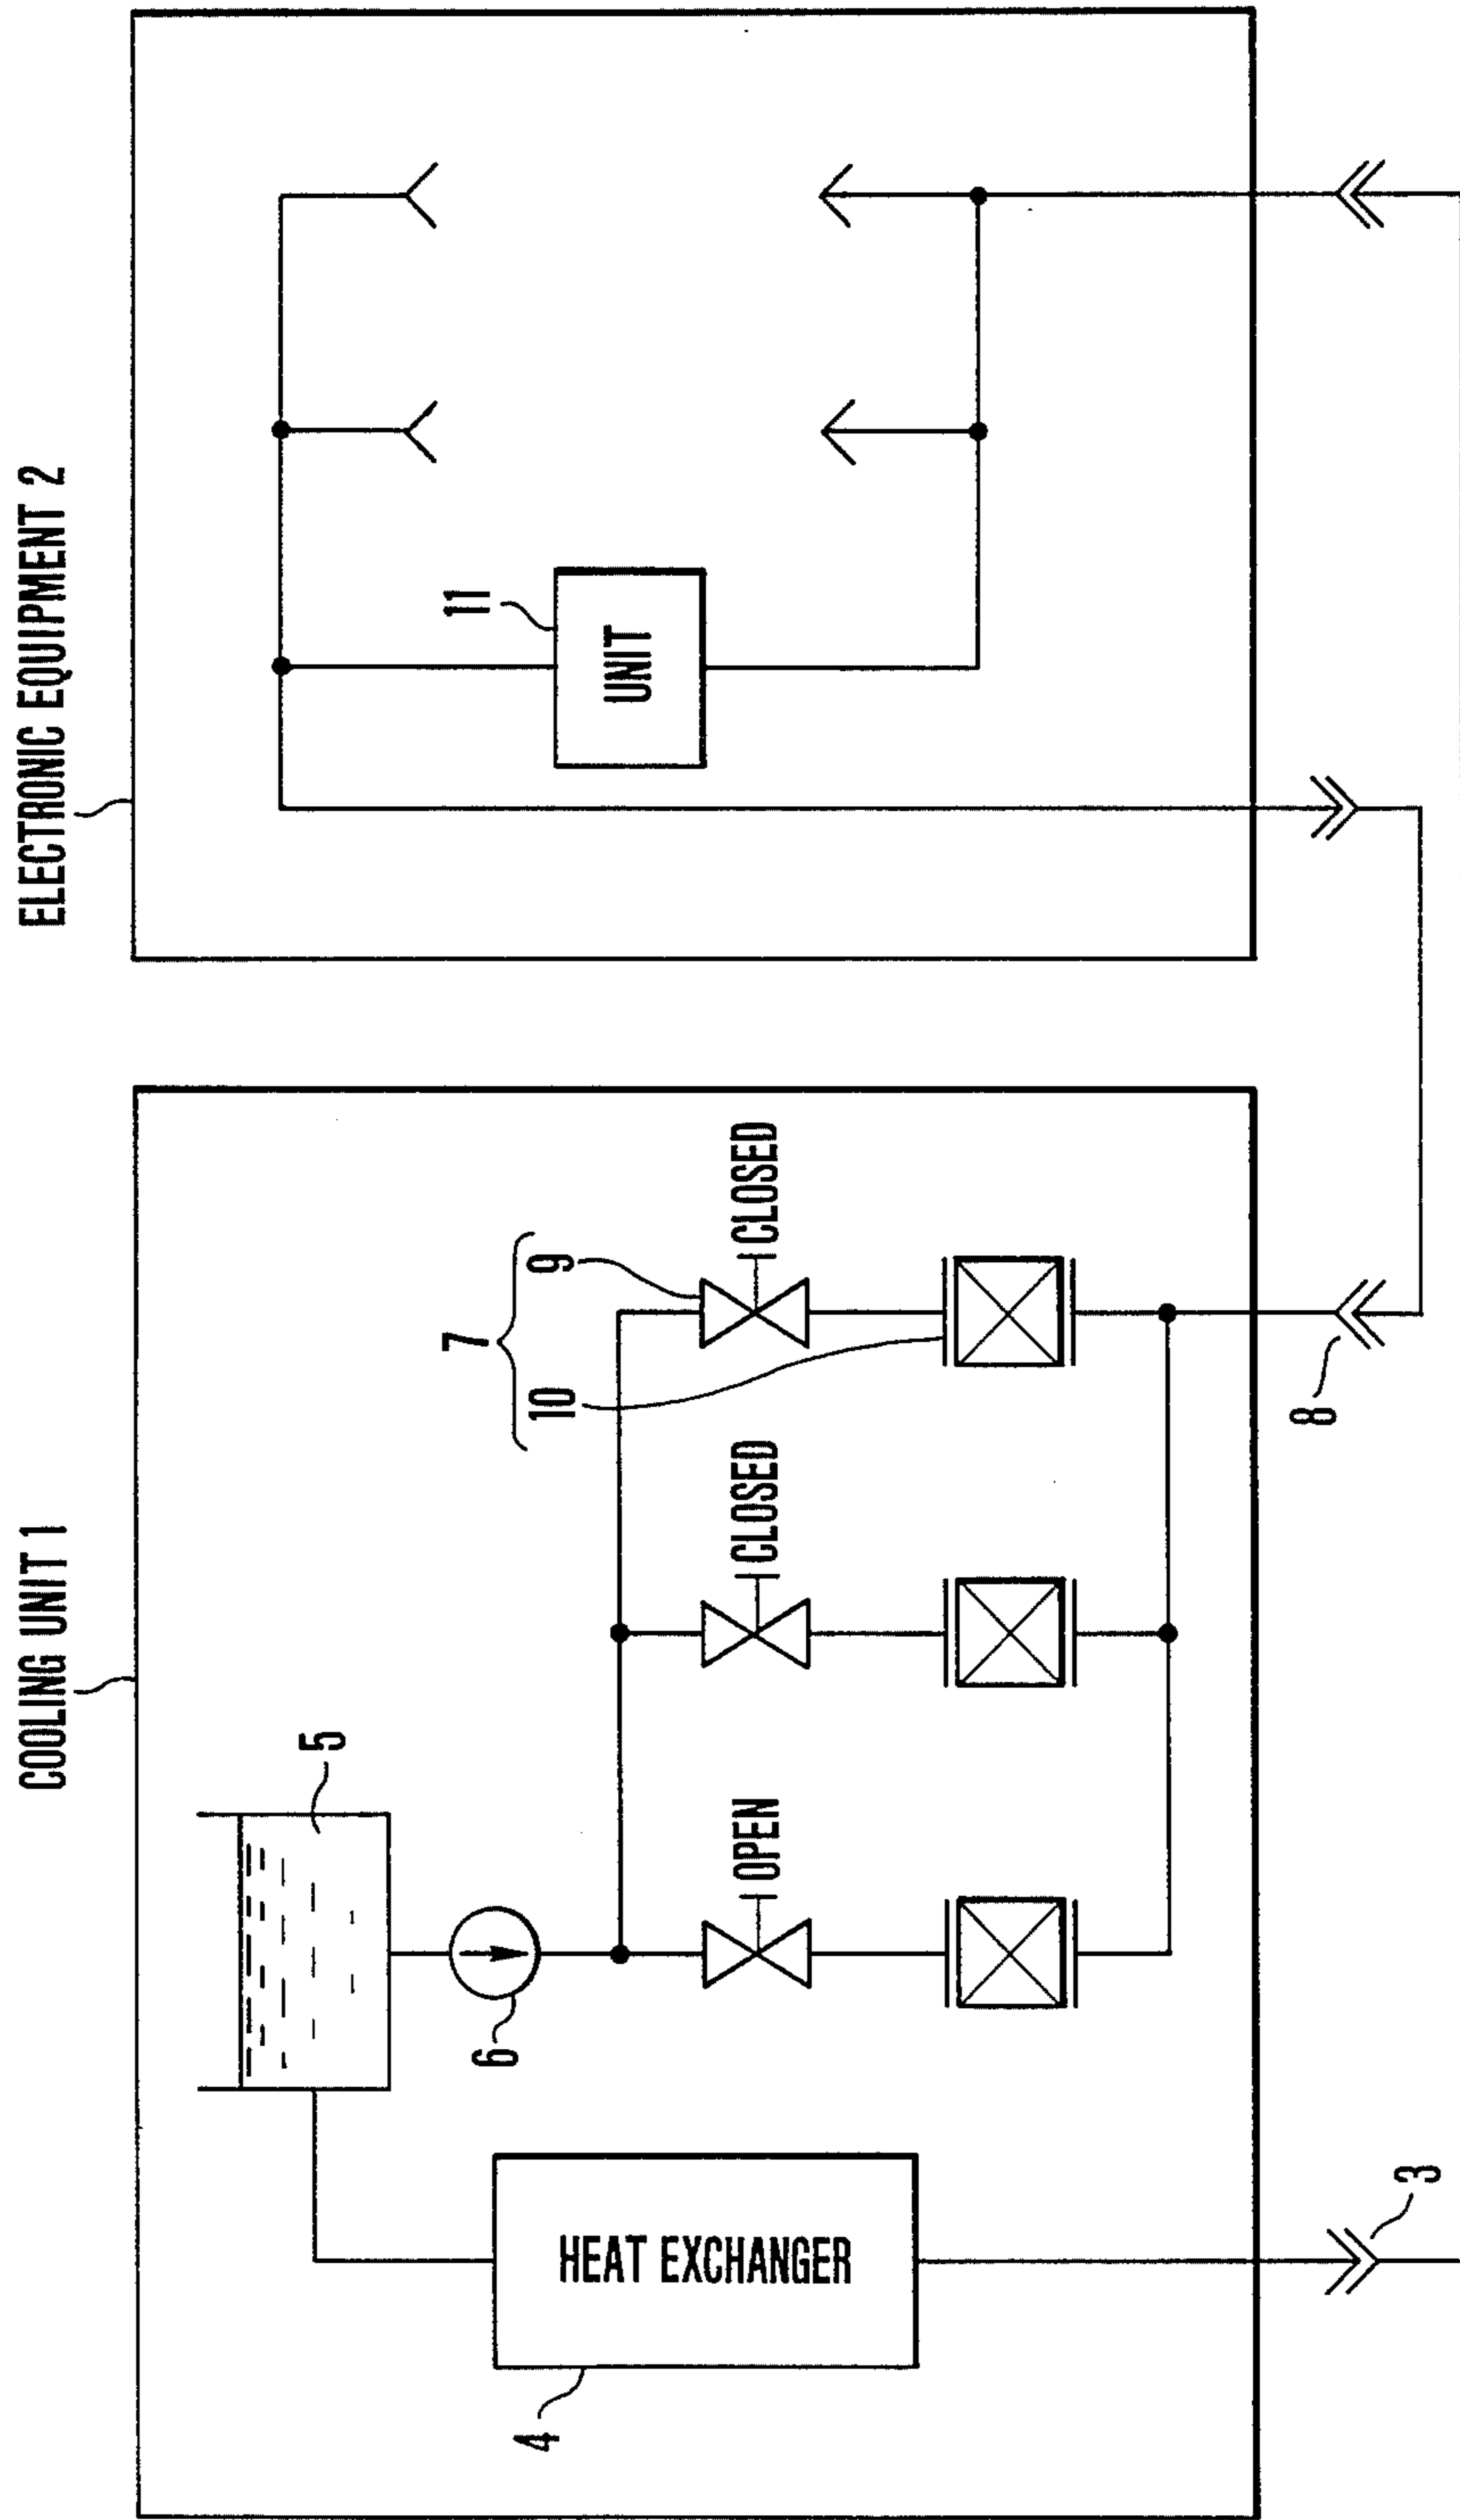 COOLING UNIT 1
ELECTRONIC EQUIPMENT 2
5
7
10
9
11
6
4
HEAT EXCHANGER
UNIT
OPEN
CLOSED
CLOSED
8
3